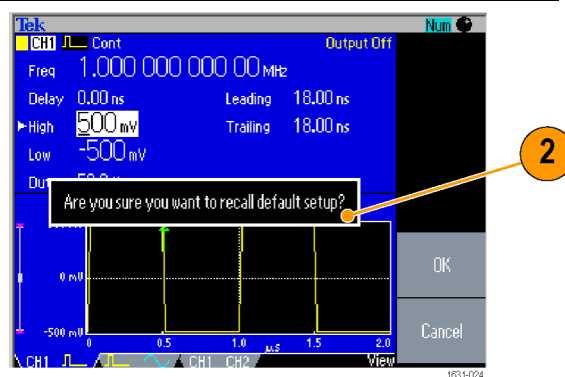 Tek Num
CH1 Cont Output Off
Freq 1.000 000 000 00 MHz
Delay 0.00 ns Leading 18.00 ns
High 500 mV Trailing 18.00 ns
Low -500 mV
2
Are you sure you want to recall default setup?
0 mV
OK
-500 mV
0 0.5 1.0 1.5 2.0
µs
Cancel
CH1 CH1 CH2 View
1631-024